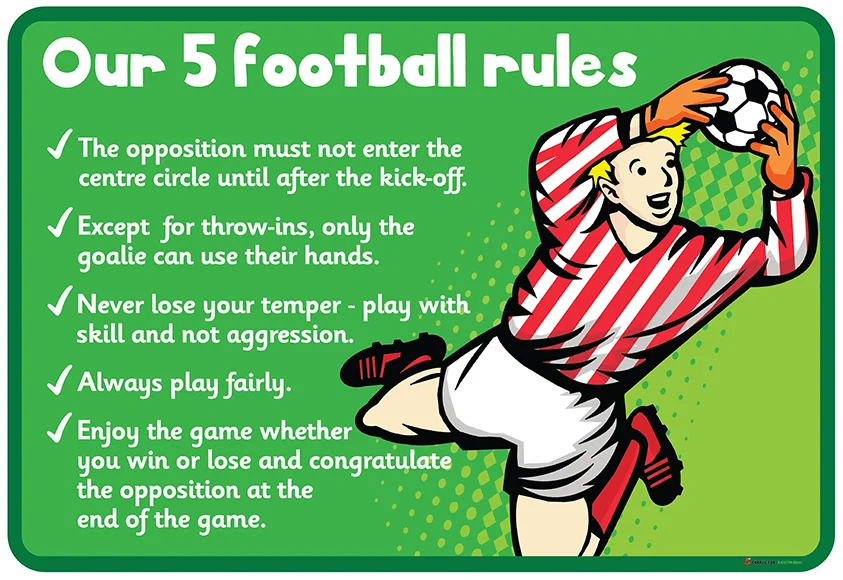 Our 5 football rules
✓ The opposition must not enter the
centre circle until after the kick-off.
✓ Except for throw-ins, only the
goalie can use their hands.
✓ Never lose your temper - play with
skill and not aggression.
✓ Always play fairly.
✓ Enjoy the game whether
you win or lose and congratulate
the opposition at the
end of the game.